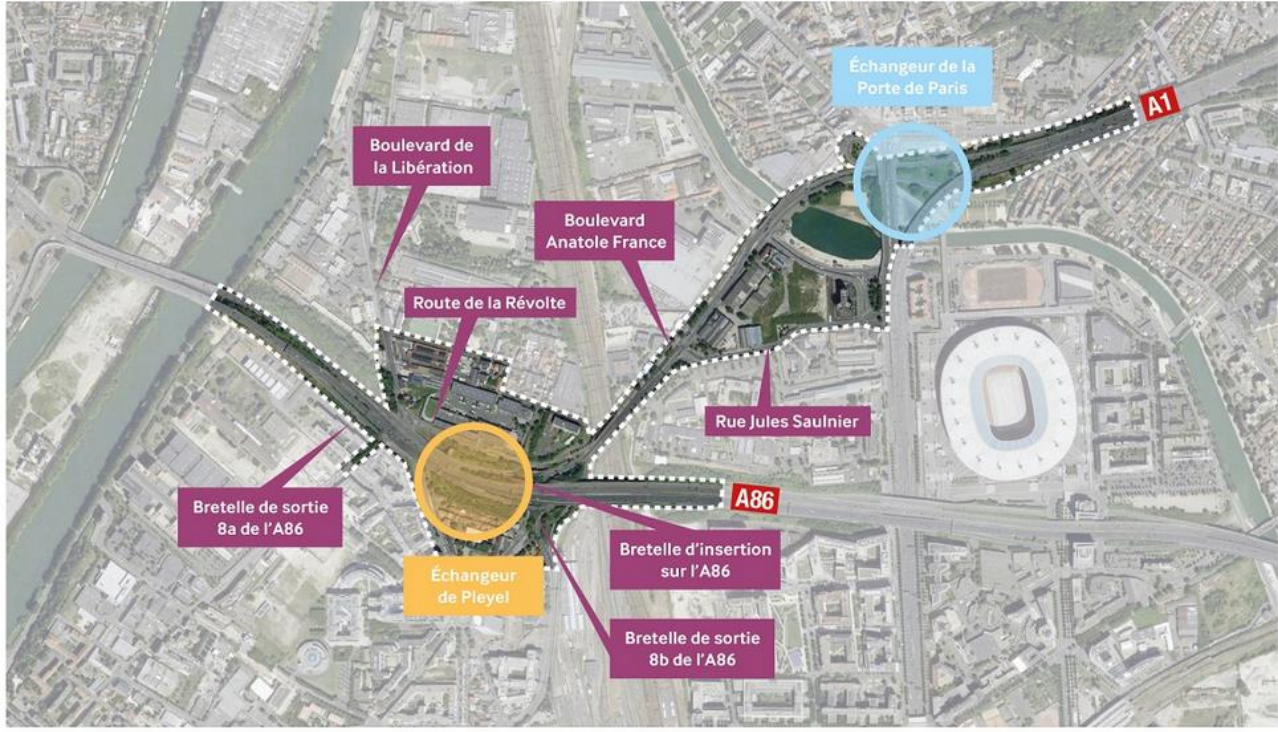 Échangeur de la
Porte de Paris
A1
Boulevard de
la Libération
Boulevard
Anatole France
Route de la Révolte
Rue Jules Saulnier
Bretelle de sortie
8a de l'A86
A86
Bretelle d'insertion
sur l'A86
Échangeur
de Pleyel
Bretelle de sortie
8b de l'A86